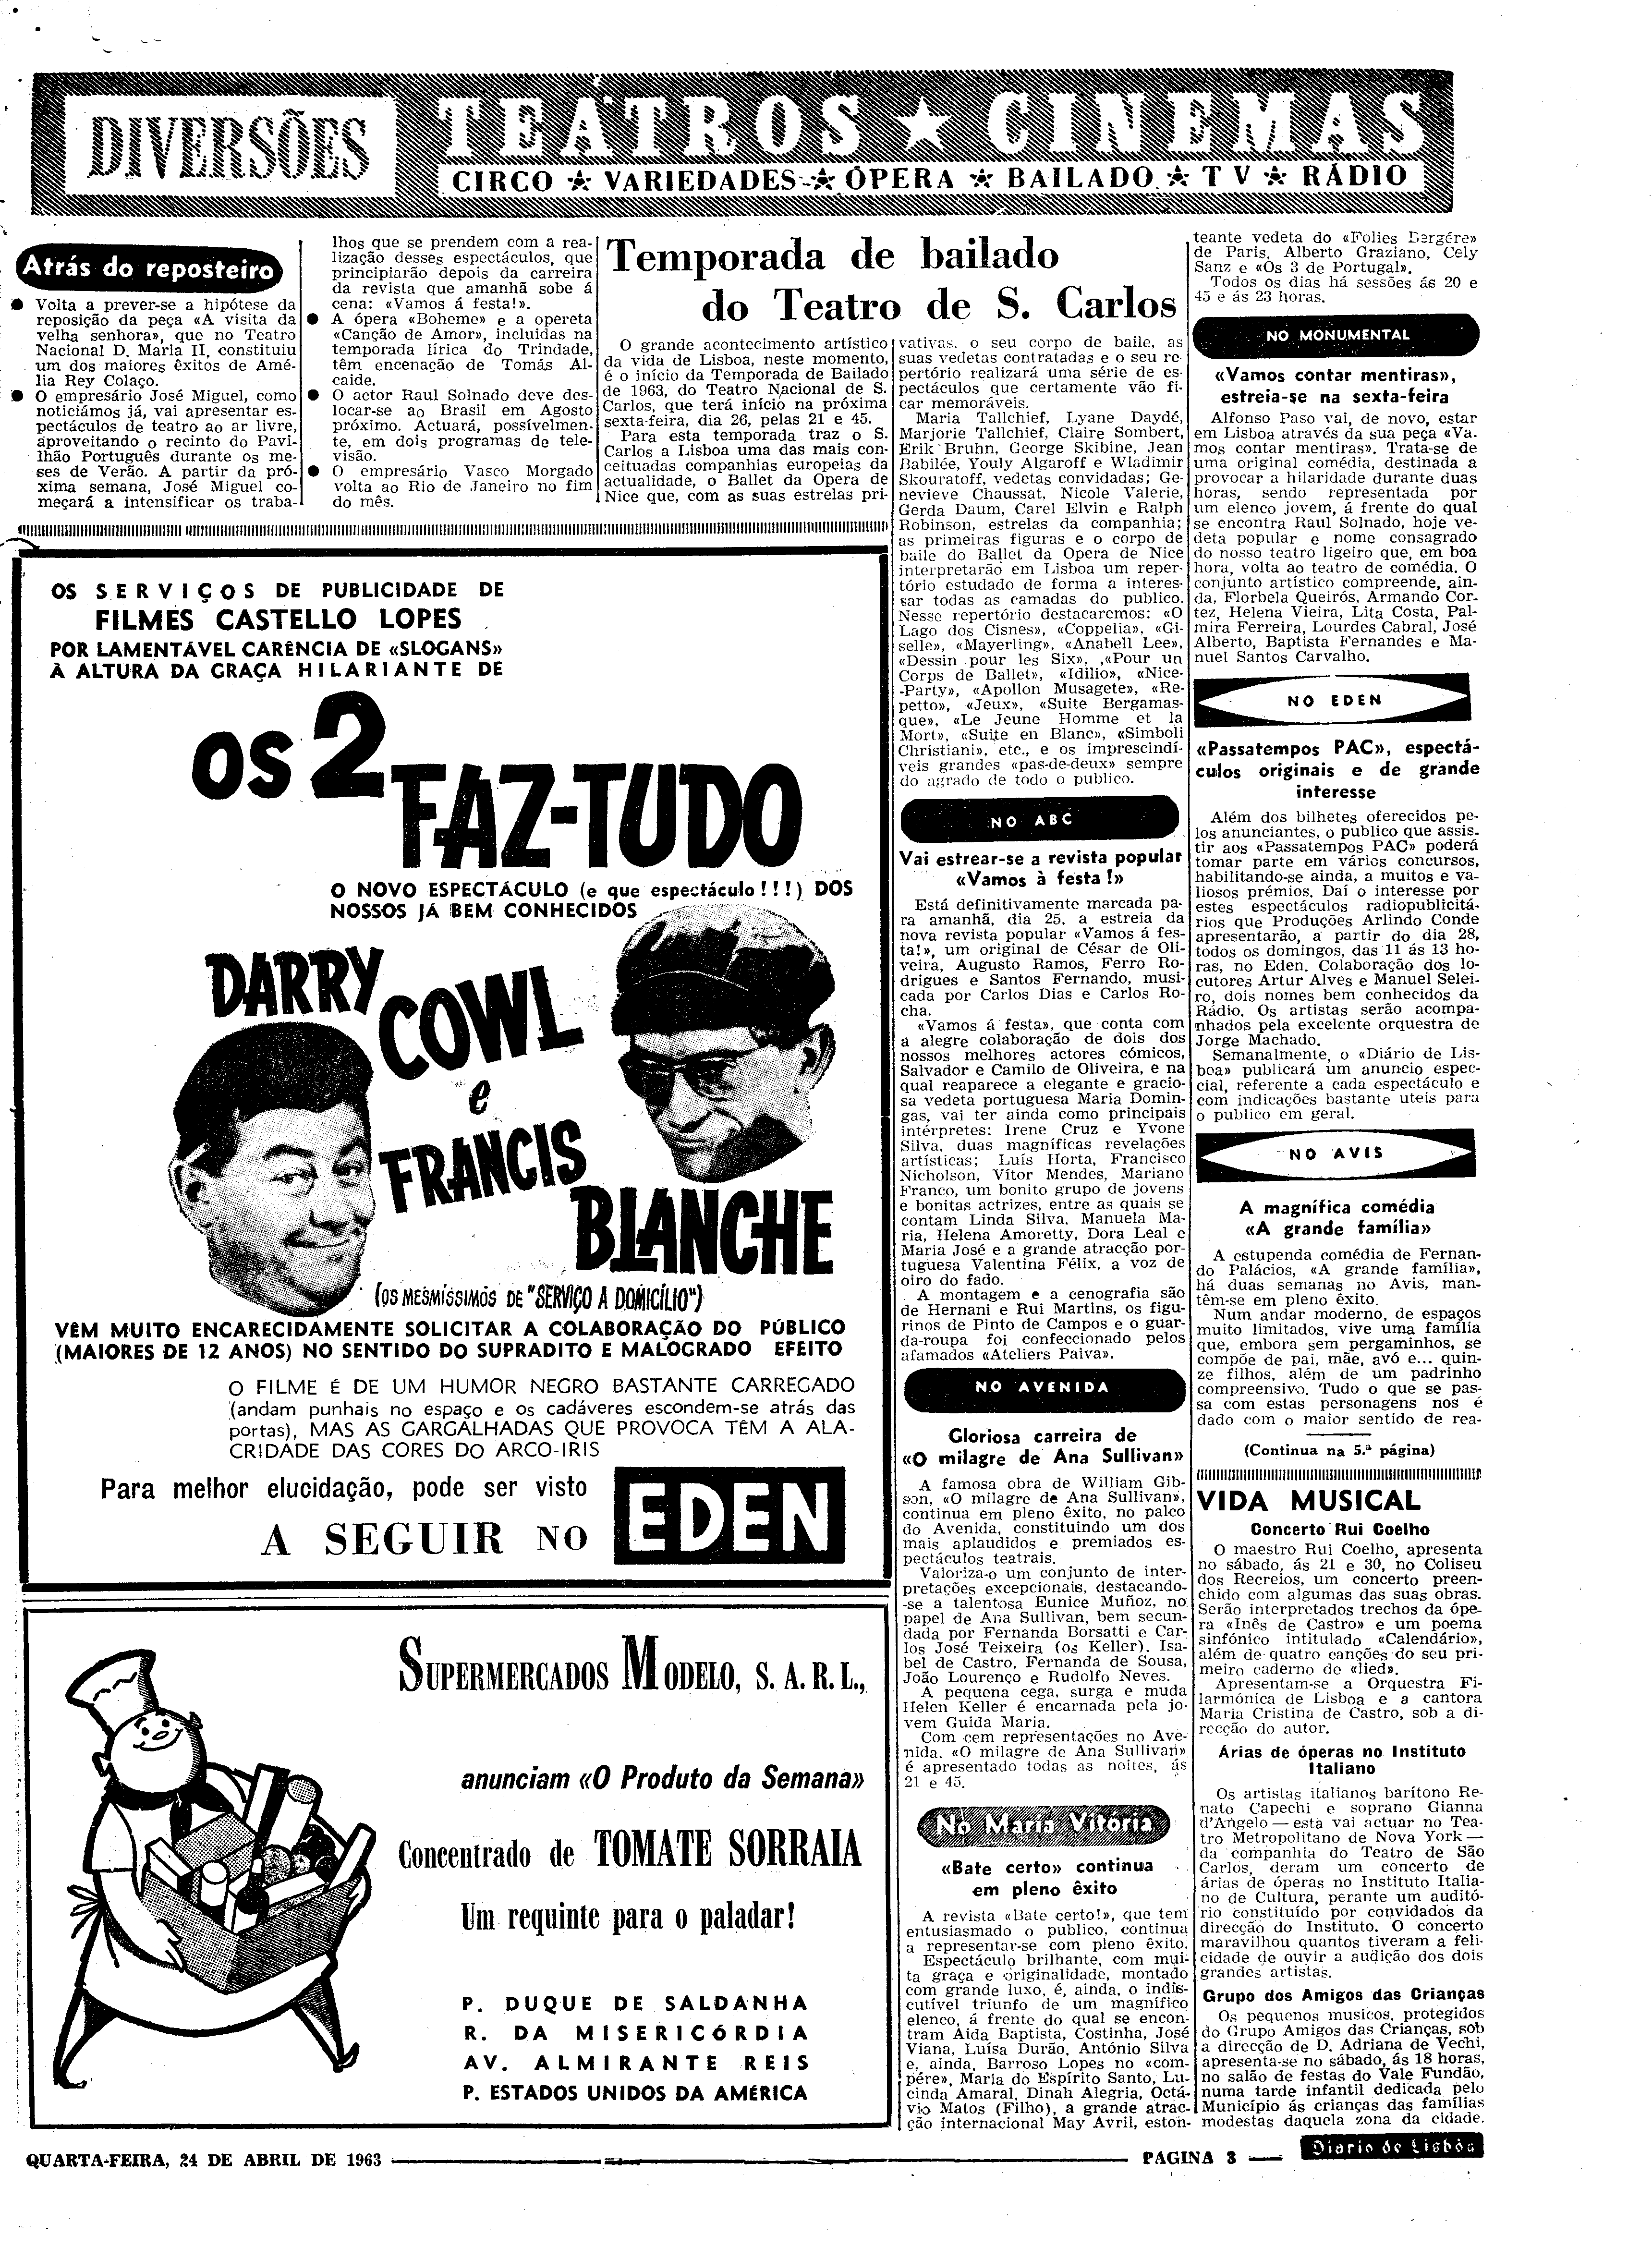 DIVERSÕES
TEATROS ★ CINEMAS
CIRCO ★ VARIEDADES ★ ÓPERA ★ BAILADO ★ TV ★ RÁDIO
Atrás do reposteiro
● Volta a prever-se a hipótese da
reposição da peça «A visita da
velha senhora», que no Teatro
Nacional D. Maria II, constituiu
um dos maiores êxitos de Amé-
lia Rey Colaço.
● O empresário José Miguel, como
noticiámos já, vai apresentar es-
pectáculos de teatro ao ar livre,
aproveitando o recinto do Pavi-
lhão Português durante os me-
ses de Verão. A partir da pró-
xima semana, José Miguel co-
meçará a intensificar os traba-
lhos que se prendem com a rea-
lização desses espectáculos, que
principiarão depois da carreira
da revista que amanhã sobe á
cena: «Vamos á festa!».
● A ópera «Boheme» e a opereta
«Canção de Amor», incluidas na
temporada lírica do Trindade,
têm encenação de Tomás Al-
caide.
● O actor Raul Solnado deve des-
locar-se ao Brasil em Agosto
próximo. Actuará, possívelmen-
te, em dois programas de tele-
visão.
● O empresário Vasco Morgado
volta ao Rio de Janeiro no fim
do mês.
Temporada de bailado
do Teatro de S. Carlos
O grande acontecimento artístico
da vida de Lisboa, neste momento,
é o início da Temporada de Bailado
de 1963, do Teatro Nacional de S.
Carlos, que terá início na próxima
sexta-feira, dia 26, pelas 21 e 45.
Para esta temporada traz o S.
Carlos a Lisboa uma das mais con-
ceituadas companhias europeias da
actualidade, o Ballet da Opera de
Nice que, com as suas estrelas pri-
vativas. o seu corpo de baile, as
suas vedetas contratadas e o seu re-
pertório realizará uma série de es-
pectáculos que certamente vão fi-
car memoráveis.
Maria Tallchief, Lyane Daydé,
Marjorie Tallchief, Claire Sombert,
Erik Bruhn, George Skibine, Jean
Babilée, Youly Algaroff e Wladimir
Skouratoff, vedetas convidadas; Ge-
nevieve Chaussat, Nicole Valerie,
Gerda Daum, Carel Elvin e Ralph
Robinson, estrelas da companhia;
as primeiras figuras e o corpo de
baile do Ballet da Opera de Nice
interpretarão em Lisboa um reper-
tório estudado de forma a interes-
sar todas as camadas do publico.
Nesse repertório destacaremos: «O
Lago dos Cisnes», «Coppelia», «Gi-
selle», «Mayerling», «Anabell Lee»,
«Dessin pour les Six», ,«Pour un
Corps de Ballet», «Idilio», «Nice-
-Party», «Apollon Musagete», «Re-
petto», «Jeux», «Suite Bergamas-
que», «Le Jeune Homme et la
Mort», «Suite en Blanc», «Simboli
Christiani», etc., e os imprescindí-
veis grandes «pas-de-deux» sempre
do agrado de todo o publico.
NO ABC
Vai estrear-se a revista popular
«Vamos à festa!»
Está definitivamente marcada pa-
ra amanhã, dia 25, a estreia da
nova revista popular «Vamos á fes-
ta!», um original de César de Oli-
veira, Augusto Ramos, Ferro Ro-
drigues e Santos Fernando, musi-
cada por Carlos Dias e Carlos Ro-
cha.
«Vamos á festa», que conta com
a alegre colaboração de dois dos
nossos melhores actores cómicos,
Salvador e Camilo de Oliveira, e na
qual reaparece a elegante e gracio-
sa vedeta portuguesa Maria Domin-
gas, vai ter ainda como principais
intérpretes: Irene Cruz e Yvone
Silva, duas magníficas revelações
artísticas; Luís Horta, Francisco
Nicholson, Vítor Mendes, Mariano
Franco, um bonito grupo de jovens
e bonitas actrizes, entre as quais se
contam Linda Silva, Manuela Ma-
ria, Helena Amoretty, Dora Leal e
Maria José e a grande atracção por-
tuguesa Valentina Félix, a voz de
oiro do fado.
A montagem e a cenografia são
de Hernani e Rui Martins, os figu-
rinos de Pinto de Campos e o guar-
da-roupa foi confeccionado pelos
afamados «Ateliers Paiva».
NO AVENIDA
Gloriosa carreira de
«O milagre de Ana Sullivan»
A famosa obra de William Gib-
son, «O milagre de Ana Sullivan»,
continua em pleno êxito, no palco
do Avenida, constituindo um dos
mais aplaudidos e premiados es-
pectáculos teatrais.
Valoriza-o um conjunto de inter-
pretações excepcionais, destacando-
-se a talentosa Eunice Muñoz, no
papel de Ana Sullivan, bem secun-
dada por Fernanda Borsatti e Car-
los José Teixeira (os Keller), Isa-
bel de Castro, Fernanda de Sousa,
João Lourenço e Rudolfo Neves.
A pequena cega, surga e muda
Helen Keller é encarnada pela jo-
vem Guida Maria.
Com cem representações no Ave-
nida, «O milagre de Ana Sullivan»
é apresentado todas as noites, ás
21 e 45.
No Maria Vitória
«Bate certo» continua
em pleno êxito
A revista «Bate certo!», que tem
entusiasmado o publico, continua
a representar-se com pleno êxito.
Espectáculo brilhante, com mui-
ta graça e originalidade, montado
com grande luxo, é, ainda, o indis-
cutível triunfo de um magnífico
elenco, á frente do qual se encon-
tram Aida Baptista, Costinha, José
Viana, Luísa Durão, António Silva
e, ainda, Barroso Lopes no «com-
pére», Maria do Espírito Santo, Lu-
cinda Amaral, Dinah Alegria, Octá-
vio Matos (Filho), a grande atrac-
ção internacional May Avril, eston-
teante vedeta do «Folies Bergére»
de Paris, Alberto Graziano, Cely
Sanz e «Os 3 de Portugal».
Todos os dias há sessões ás 20 e
45 e ás 23 horas.
NO MONUMENTAL
«Vamos contar mentiras»,
estreia-se na sexta-feira
Alfonso Paso vai, de novo, estar
em Lisboa através da sua peça «Va-
mos contar mentiras». Trata-se de
uma original comédia, destinada a
provocar a hilaridade durante duas
horas, sendo representada por
um elenco jovem, á frente do qual
se encontra Raul Solnado, hoje ve-
deta popular e nome consagrado
do nosso teatro ligeiro que, em boa
hora, volta ao teatro de comédia. O
conjunto artístico compreende, ain-
da, Florbela Queirós, Armando Cor-
tez, Helena Vieira, Lita Costa, Pal-
mira Ferreira, Lourdes Cabral, José
Alberto, Baptista Fernandes e Ma-
nuel Santos Carvalho.
NO EDEN
«Passatempos PAC», espectá-
culos originais e de grande
interesse
Além dos bilhetes oferecidos pe-
los anunciantes, o publico que assis-
tir aos «Passatempos PAC» poderá
tomar parte em vários concursos,
habilitando-se ainda, a muitos e va-
liosos prémios. Daí o interesse por
estes espectáculos radiopublicitá-
rios que Produções Arlindo Conde
apresentarão, a partir do dia 28,
todos os domingos, das 11 ás 13 ho-
ras, no Eden. Colaboração dos lo-
cutores Artur Alves e Manuel Selei-
ro, dois nomes bem conhecidos da
Rádio. Os artistas serão acompa-
nhados pela excelente orquestra de
Jorge Machado.
Semanalmente, o «Diário de Lis-
boa» publicará um anuncio espec-
cial, referente a cada espectáculo e
com indicações bastante uteis para
o publico em geral.
NO AVIS
A magnífica comédia
«A grande família»
A estupenda comédia de Fernan-
do Palácios, «A grande família»,
há duas semanas no Avis, man-
têm-se em pleno êxito.
Num andar moderno, de espaços
muito limitados, vive uma família
que, embora sem pergaminhos, se
compõe de pai, mãe, avó e... quin-
ze filhos, além de um padrinho
compreensivo. Tudo o que se pas-
sa com estas personagens nos é
dado com o maior sentido de rea-
(Continua na 5.ª página)
VIDA MUSICAL
Concerto Rui Coelho
O maestro Rui Coelho, apresenta
no sábado, ás 21 e 30, no Coliseu
dos Recreios, um concerto preen-
chido com algumas das suas obras.
Serão interpretados trechos da ópe-
ra «Inês de Castro» e um poema
sinfónico intitulado «Calendário»,
além de quatro canções do seu pri-
meiro caderno de «lied».
Apresentam-se a Orquestra Fi-
larmónica de Lisboa e a cantora
Maria Cristina de Castro, sob a di-
recção do autor.
Árias de óperas no Instituto
Italiano
Os artistas italianos barítono Re-
nato Capechi e soprano Gianna
d'Angelo — esta vai actuar no Tea-
tro Metropolitano de Nova York —
da companhia do Teatro de São
Carlos, deram um concerto de
árias de óperas no Instituto Italia-
no de Cultura, perante um auditó-
rio constituído por convidados da
direcção do Instituto. O concerto
maravilhou quantos tiveram a feli-
cidade de ouvir a audição dos dois
grandes artistas.
Grupo dos Amigos das Crianças
Os pequenos musicos, protegidos
do Grupo Amigos das Crianças, sob
a direcção de D. Adriana de Vechi,
apresenta-se no sábado, ás 18 horas,
no salão de festas do Vale Fundão,
numa tarde infantil dedicada pelo
Município ás crianças das famílias
modestas daquela zona da cidade.
OS SERVIÇOS DE PUBLICIDADE DE
FILMES CASTELLO LOPES
POR LAMENTÁVEL CARÊNCIA DE «SLOGANS»
À ALTURA DA GRAÇA HILARIANTE DE
OS 2
FAZ-TUDO
O NOVO ESPECTÁCULO (e que espectáculo!!!) DOS
NOSSOS JÁ BEM CONHECIDOS
DARRY
COWL
e
FRANCIS
BLANCHE
(OS MESMÍSSIMOS DE "SERVIÇO A DOMICÍLIO")
VÊM MUITO ENCARECIDAMENTE SOLICITAR A COLABORAÇÃO DO PÚBLICO
(MAIORES DE 12 ANOS) NO SENTIDO DO SUPRADITO E MALOGRADO EFEITO
O FILME É DE UM HUMOR NEGRO BASTANTE CARREGADO
(andam punhais no espaço e os cadáveres escondem-se atrás das
portas), MAS AS GARGALHADAS QUE PROVOCA TÊM A ALA-
CRIDADE DAS CORES DO ARCO-IRIS
Para melhor elucidação, pode ser visto
A SEGUIR NO
EDEN
SUPERMERCADOS MODELO, S. A. R. L.,
anunciam «O Produto da Semana»
Concentrado de TOMATE SORRAIA
Um requinte para o paladar!
P. DUQUE DE SALDANHA
R. DA MISERICÓRDIA
AV. ALMIRANTE REIS
P. ESTADOS UNIDOS DA AMÉRICA
QUARTA-FEIRA, 24 DE ABRIL DE 1963
PAGINA 3
Diario de Lisbôa